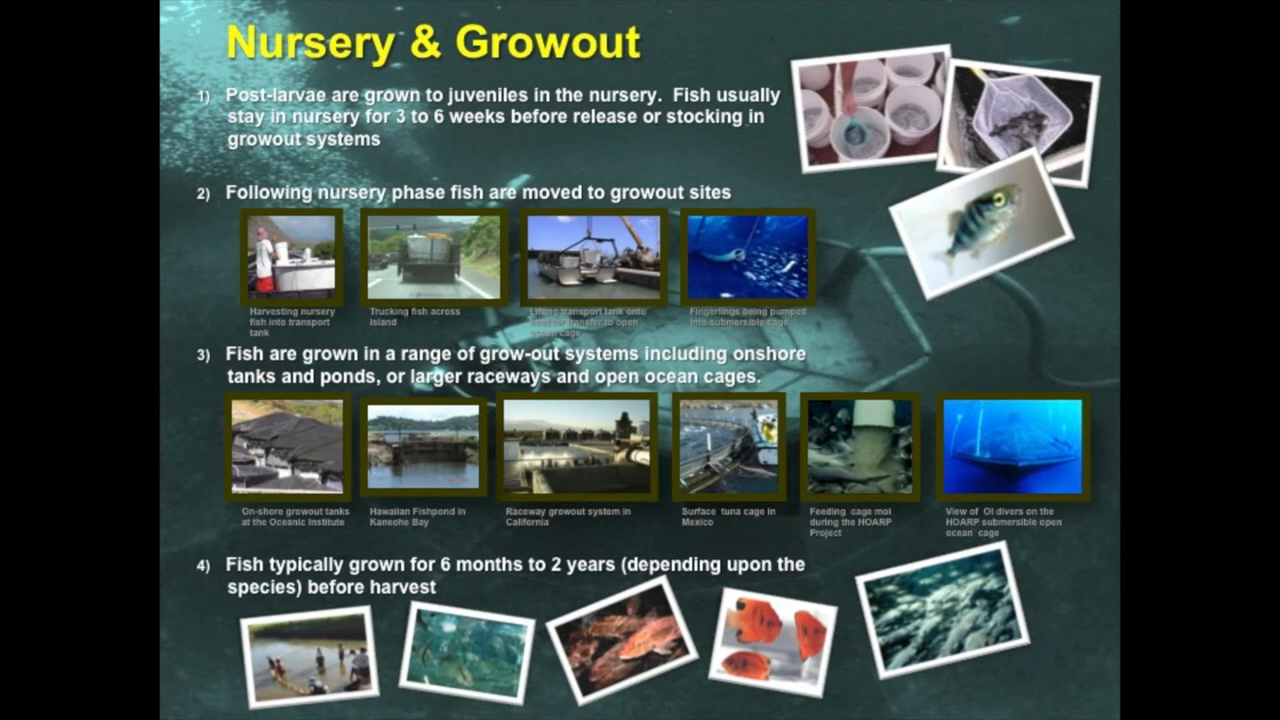 Nursery & Growout
1) Post-larvae are grown to juveniles in the nursery. Fish usually
stay in nursery for 3 to 6 weeks before release or stocking in
growout systems
2) Following nursery phase fish are moved to growout sites
Harvesting nursery
fish into transport
tank
Trucking fish across
Island
Lifting transport tank onto
boat for transfer to open
ocean cage
Fingerlings being pumped
into submersible cage
3) Fish are grown in a range of grow-out systems including onshore
tanks and ponds, or larger raceways and open ocean cages.
On-shore growout tanks
at the Oceanic Institute
Hawaiian Fishpond in
Kaneohe Bay
Raceway growout system in
California
Surface tuna cage in
Mexico
Feeding cage moi
during the HOARP
Project
View of OI divers on the
HOARP submersible open
ocean cage
4) Fish typically grown for 6 months to 2 years (depending upon the
species) before harvest